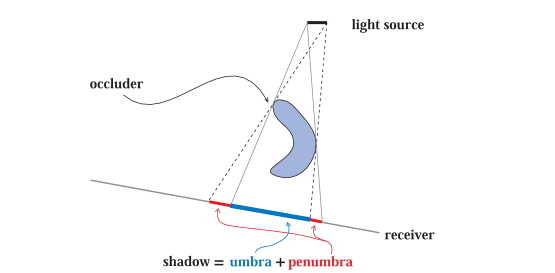 light source
occluder
receiver
shadow = umbra + penumbra